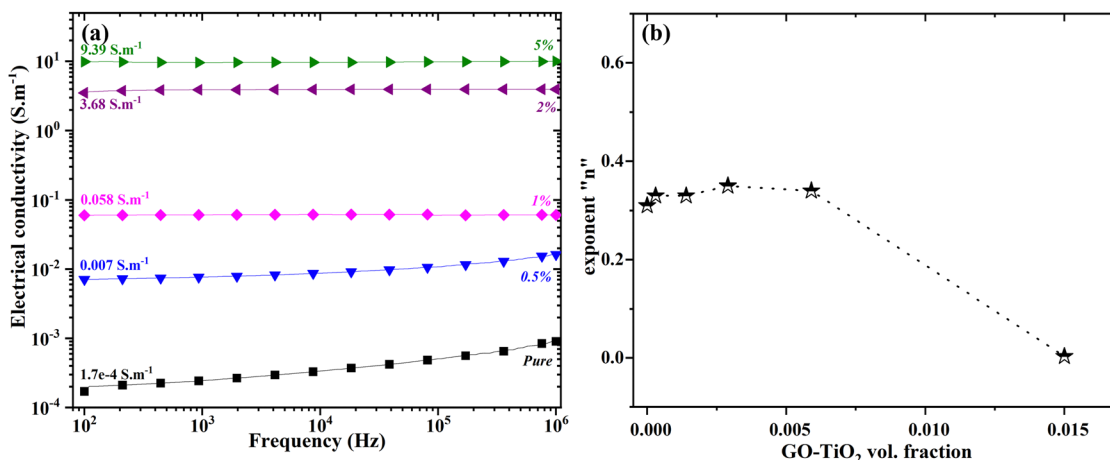 (a)
9.39 S.m⁻¹
5%
3.68 S.m⁻¹
2%
0.058 S.m⁻¹
1%
0.007 S.m⁻¹
0.5%
1.7e-4 S.m⁻¹
Pure
Electrical conductivity (S.m⁻¹)
10¹
10⁰
10⁻¹
10⁻²
10⁻³
10⁻⁴
10² 10³ 10⁴ 10⁵ 10⁶
Frequency (Hz)
(b)
exponent "n"
0.6
0.4
0.2
0.0
0.000 0.005 0.010 0.015
GO-TiO₂ vol. fraction